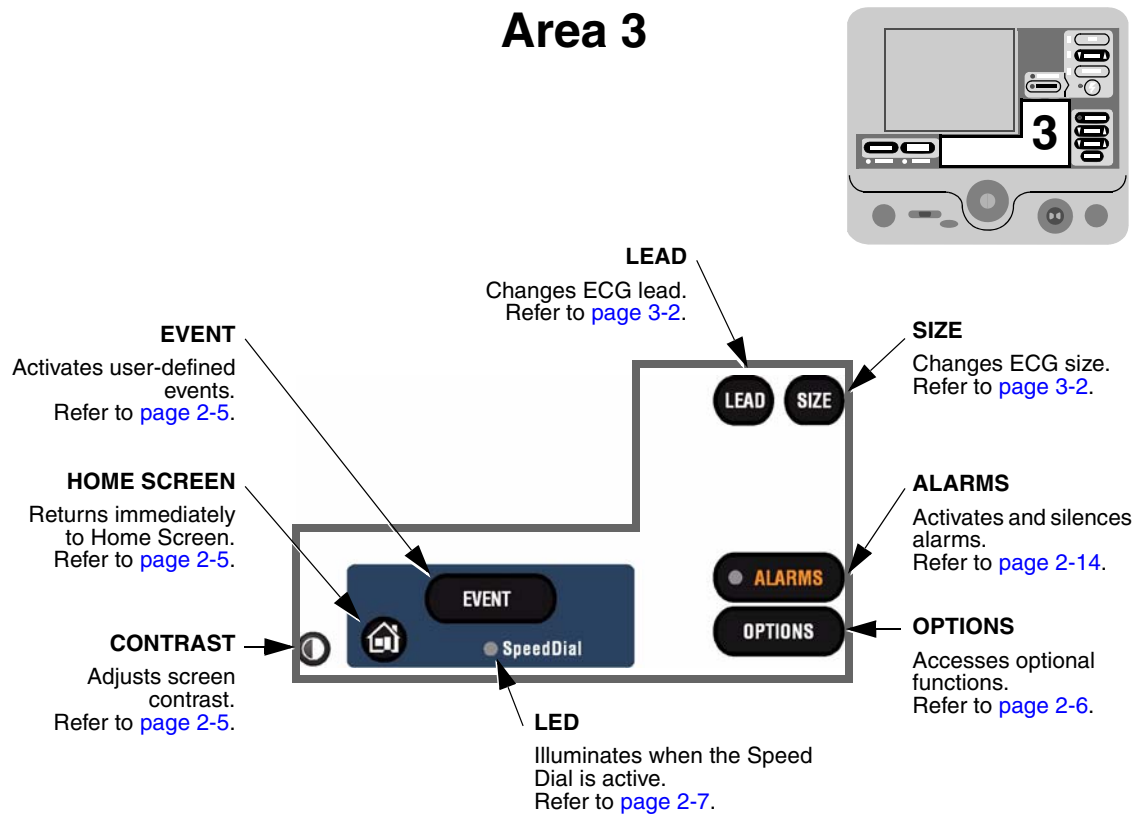 Area 3
3
LEAD
Changes ECG lead.
Refer to page 3-2.
EVENT
Activates user-defined
events.
Refer to page 2-5.
SIZE
Changes ECG size.
Refer to page 3-2.
LEAD
SIZE
HOME SCREEN
Returns immediately
to Home Screen.
Refer to page 2-5.
ALARMS
Activates and silences
alarms.
Refer to page 2-14.
ALARMS
EVENT
OPTIONS
SpeedDial
CONTRAST
Adjusts screen
contrast.
Refer to page 2-5.
OPTIONS
Accesses optional
functions.
Refer to page 2-6.
LED
Illuminates when the Speed
Dial is active.
Refer to page 2-7.